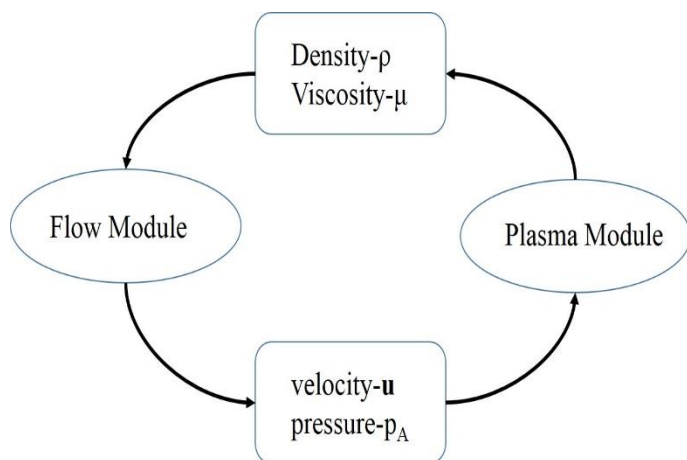 Density-ρ
Viscosity-μ
Flow Module
Plasma Module
velocity-u
pressure-pA